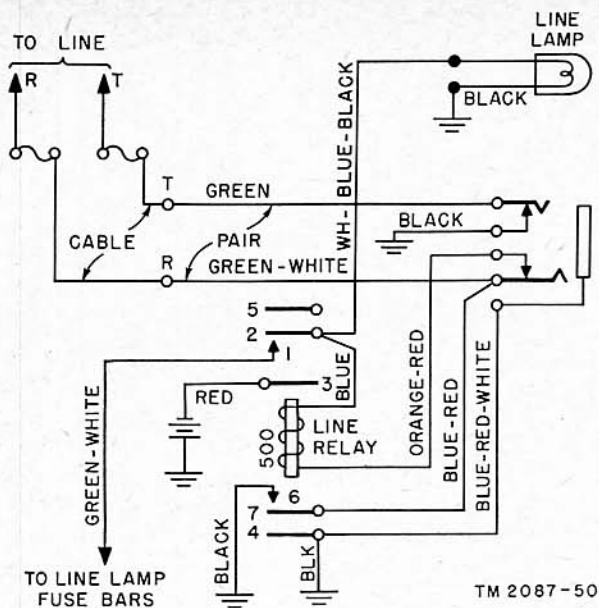 TO LINE
R T
LINE
LAMP
BLACK
WH- BLUE-BLACK
T GREEN
BLACK
CABLE PAIR
R GREEN-WHITE
5
2
1
3
RED
BLUE
ORANGE-RED
BLUE-RED
BLUE-RED-WHITE
500
LINE
RELAY
GREEN-WHITE
6
7
4
BLACK
BLK
TO LINE LAMP
FUSE BARS
TM 2087-50